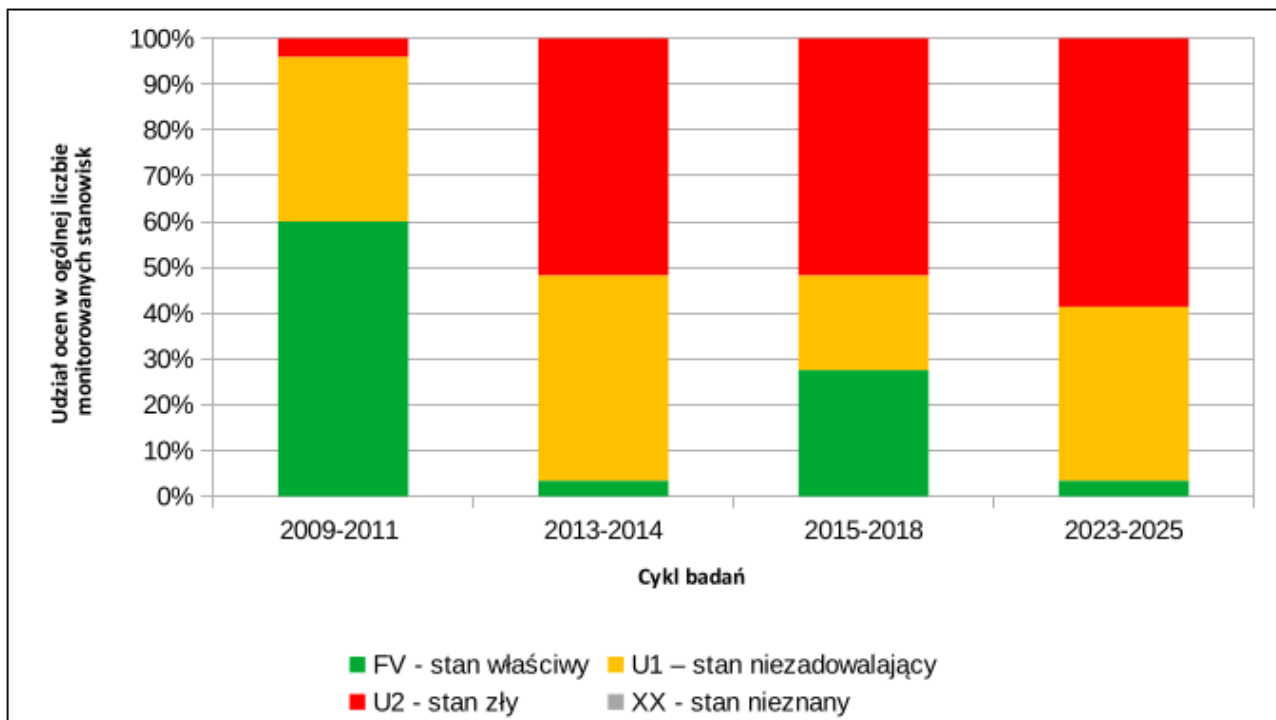 Udział ocen w ogólnej liczbie
monitorowanych stanowisk
100%
90%
80%
70%
60%
50%
40%
30%
20%
10%
0%
2009-2011
2013-2014
2015-2018
2023-2025
Cykl badań
FV - stan właściwy
U1 – stan niezadowalający
U2 - stan zły
XX - stan nieznany